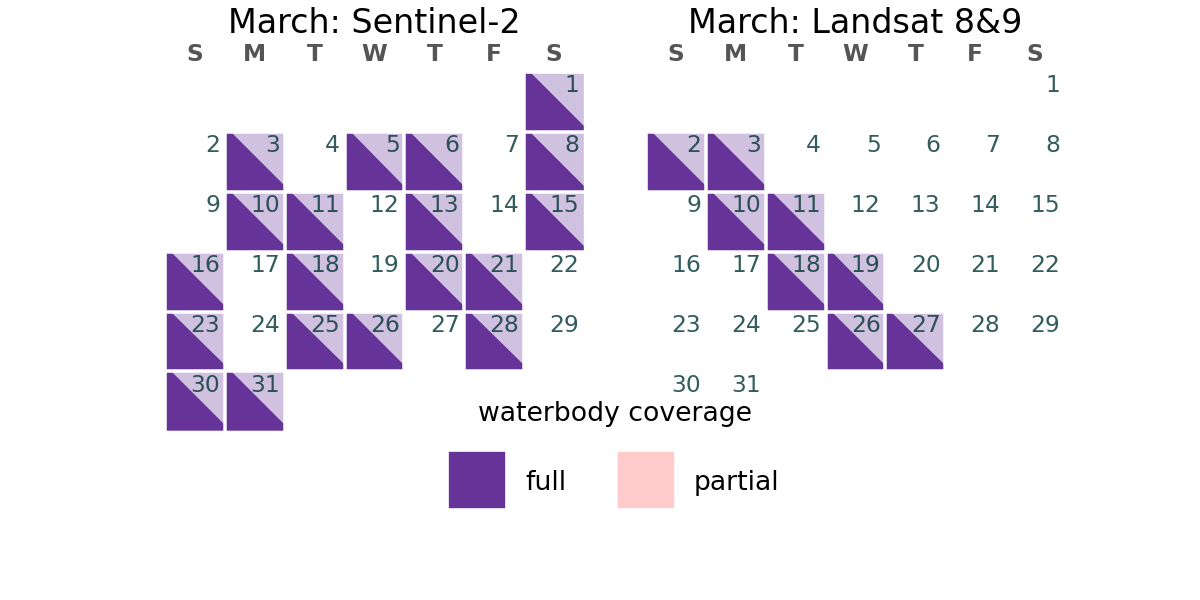 March: Sentinel-2
S M T W T F S
1
2 3 4 5 6 7 8
9 10 11 12 13 14 15
16 17 18 19 20 21 22
23 24 25 26 27 28 29
30 31
March: Landsat 8&9
S M T W T F S
1
2 3 4 5 6 7 8
9 10 11 12 13 14 15
16 17 18 19 20 21 22
23 24 25 26 27 28 29
30 31
waterbody coverage
full partial